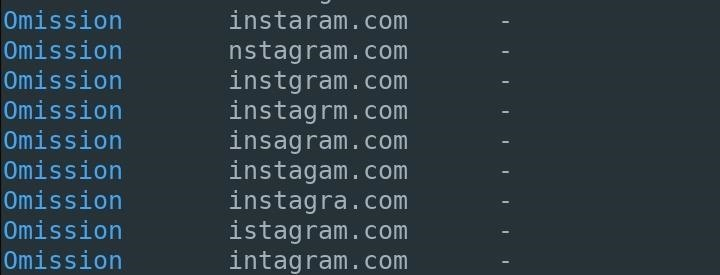 Omission instaram.com -
Omission nstagram.com -
Omission instgram.com -
Omission instagrm.com -
Omission insagram.com -
Omission instagam.com -
Omission instagra.com -
Omission istagram.com -
Omission intagram.com -